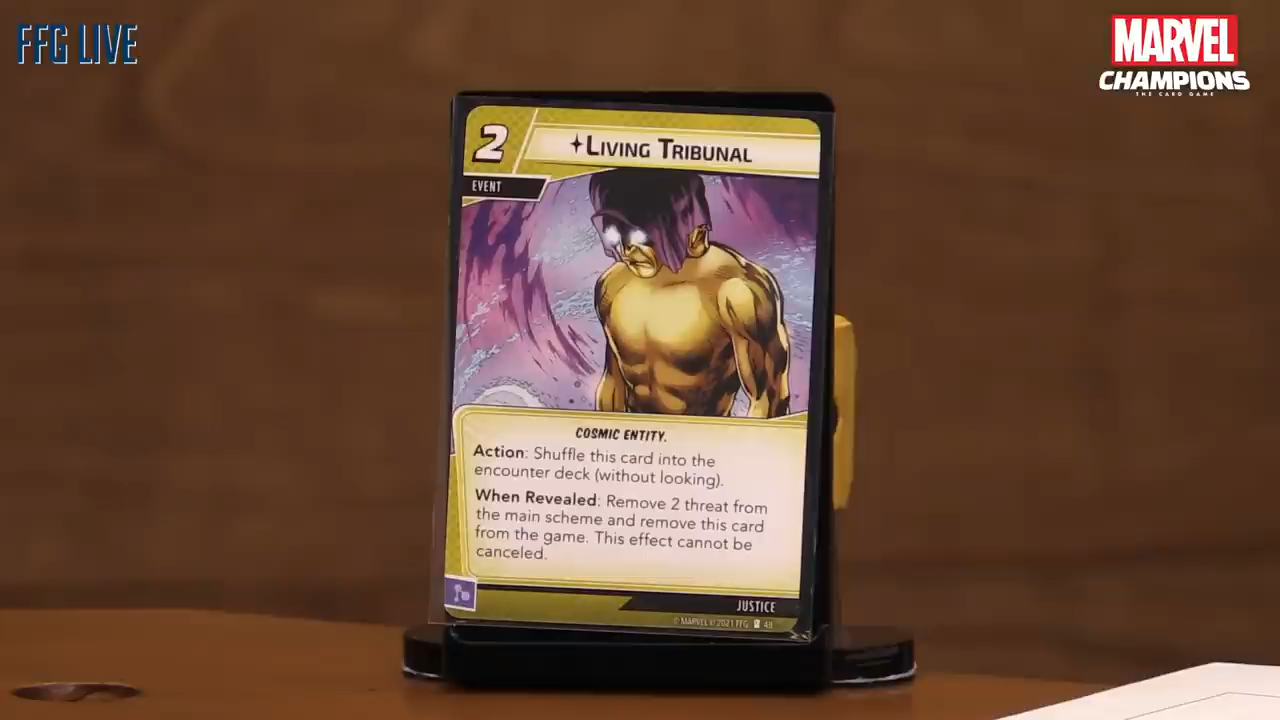 FFG LIVE
MARVEL
CHAMPIONS
THE CARD GAME
2
LIVING TRIBUNAL
EVENT
COSMIC ENTITY.
Action: Shuffle this card into the
encounter deck (without looking).
When Revealed: Remove 2 threat from
the main scheme and remove this card
from the game. This effect cannot be
canceled.
JUSTICE
© MARVEL © 2021 FFG